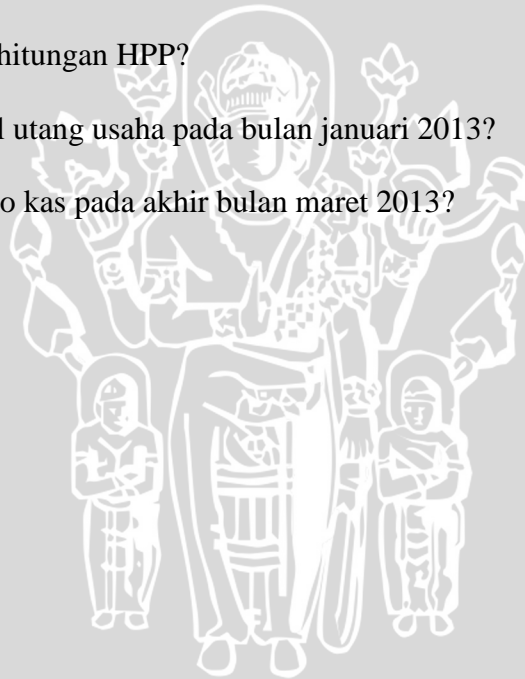 hitungan HPP?
l utang usaha pada bulan januari 2013?
o kas pada akhir bulan maret 2013?